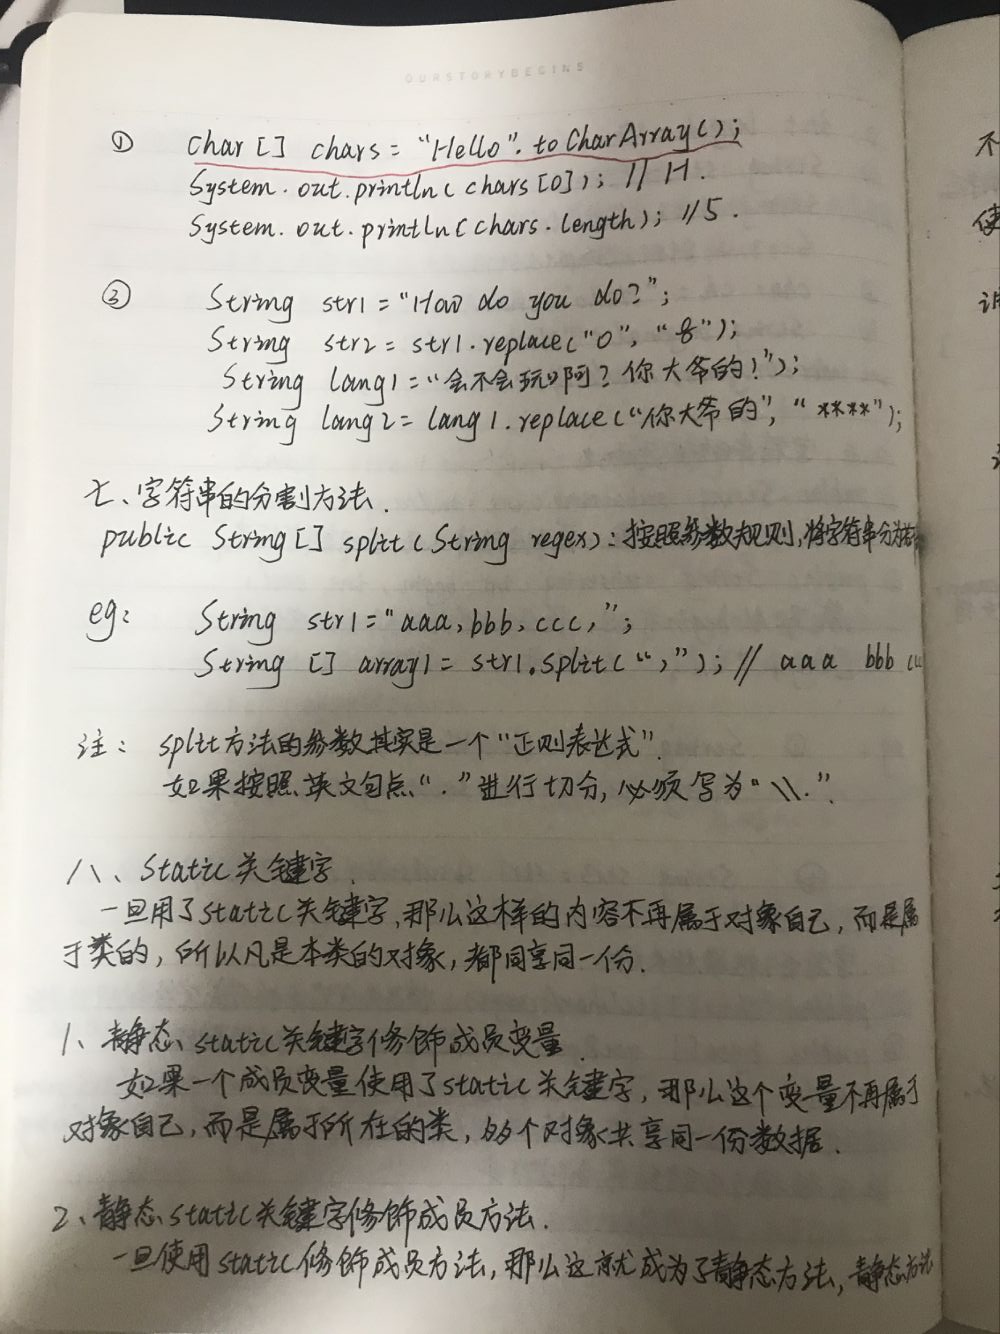 OURSTORYBEGINS
① Char [] chars = "Hello". to CharArray();
System. out. println( chars [0]); // H.
System. out. println( chars. length); //5.
③ String str1 = "How do you do?";
String str2 = str1. replace( "o", "8");
String lang1 = "会不会玩啊？你大爷的！");
String lang2 = lang1. replace( "你大爷的", "****");
七、字符串的分割方法.
public String [] split( String regex): 按照参数规则,将字符串分为
eg: String str1 = "aaa, bbb, ccc, ";
String [] array1 = str1. split( ","); // aaa bbb cc
注: split方法的参数其实是一个"正则表达式".
如果按照英文句点"."进行切分,必须写为"\\."
八、Static关键字.
一旦用了static关键字,那么这样的内容不再属于对象自己,而是属
于类的,所以凡是本类的对象,都同享同一份.
1、静态static关键字修饰成员变量.
如果一个成员变量使用了static关键字,那么这个变量不再属于
对象自己,而是属于所在的类,多个对象共享同一份数据.
2、静态static关键字修饰成员方法.
一旦使用static修饰成员方法,那么这就成为了静态方法,静态方法
不
使